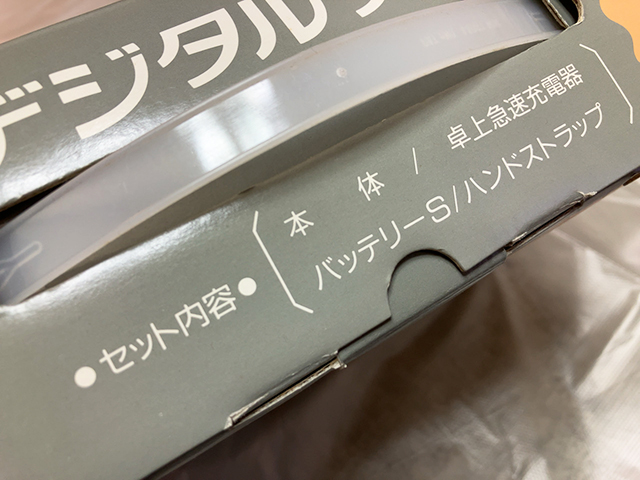 デジタル
●セット内容●
本体/卓上急速充電器
バッテリーS/ハンドストラップ